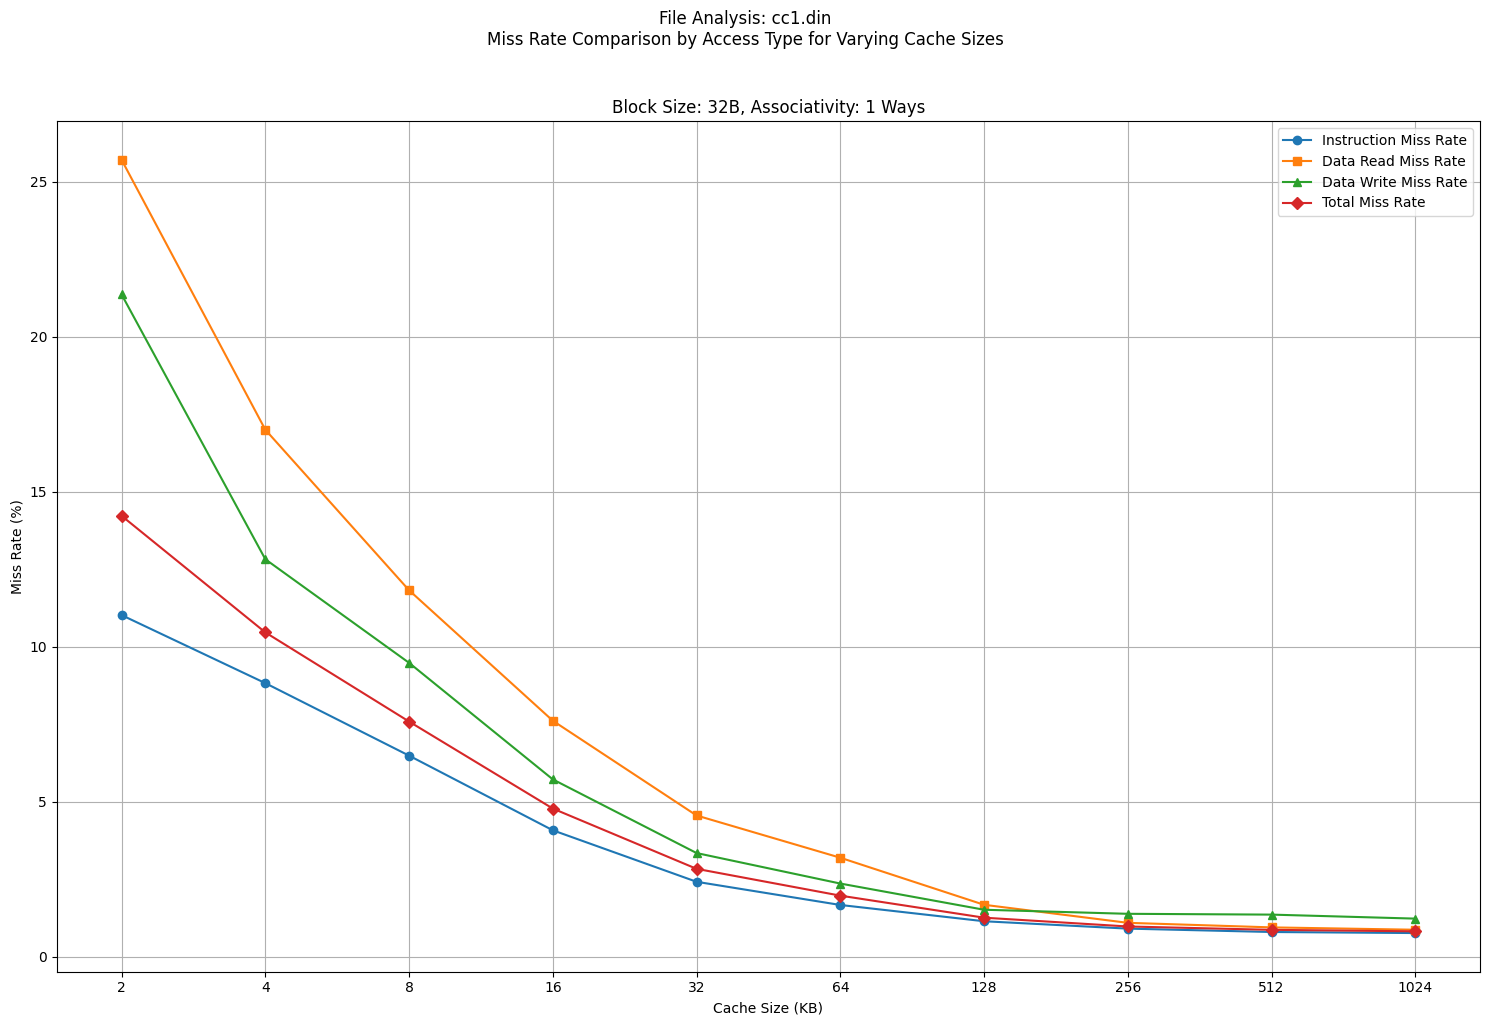 File Analysis: cc1.din
Miss Rate Comparison by Access Type for Varying Cache Sizes
Block Size: 32B, Associativity: 1 Ways
Instruction Miss Rate
Data Read Miss Rate
Data Write Miss Rate
Total Miss Rate
Miss Rate (%)
25
20
15
10
5
0
2 4 8 16 32 64 128 256 512 1024
Cache Size (KB)